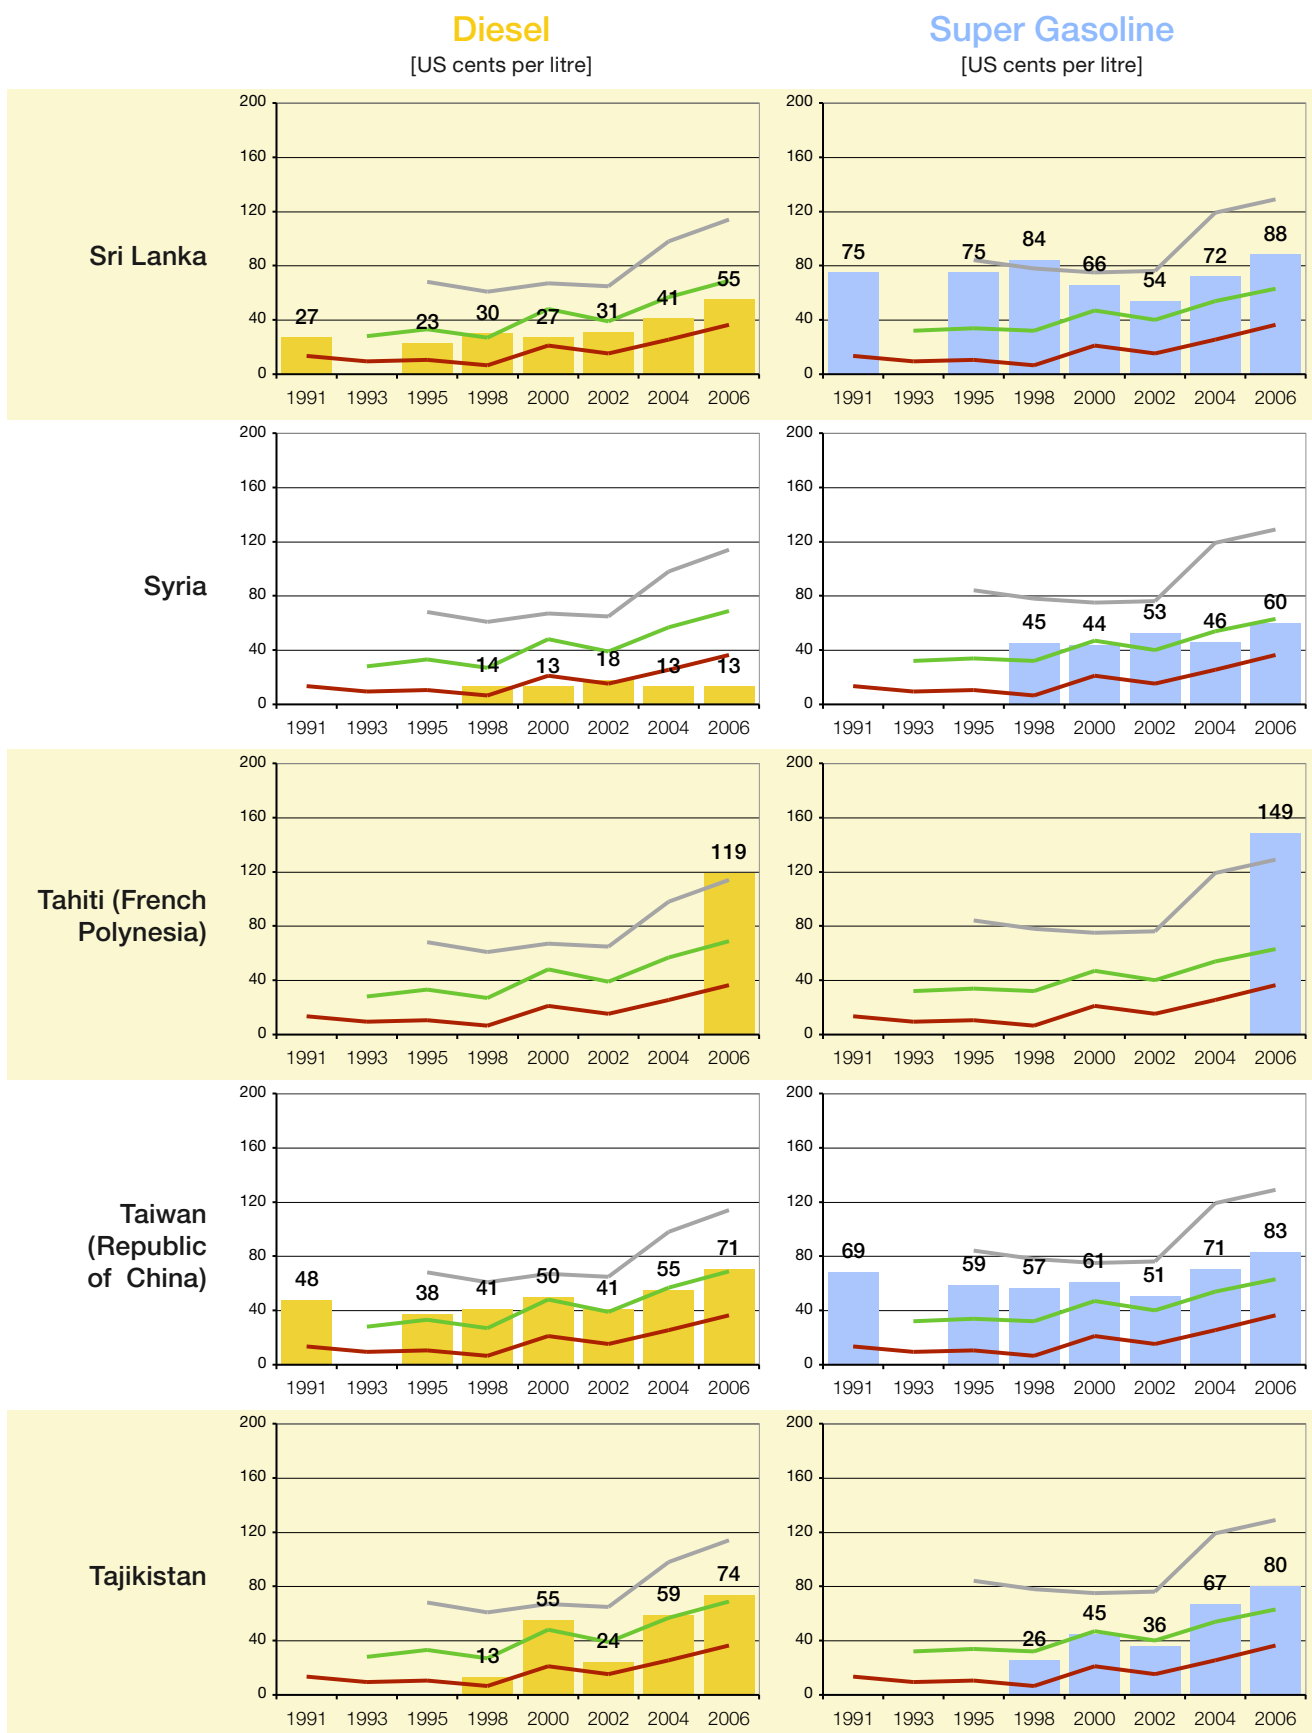 Diesel
[US cents per litre]
Super Gasoline
[US cents per litre]
Sri Lanka
200
160
120
80
40
0
27 23 30 27 31 41 55
1991 1993 1995 1998 2000 2002 2004 2006
200
160
120
80
40
0
75 75 84 66 54 72 88
1991 1993 1995 1998 2000 2002 2004 2006
Syria
200
160
120
80
40
0
14 13 18 13 13
1991 1993 1995 1998 2000 2002 2004 2006
200
160
120
80
40
0
45 44 53 46 60
1991 1993 1995 1998 2000 2002 2004 2006
Tahiti (French
Polynesia)
200
160
120
80
40
0
119
1991 1993 1995 1998 2000 2002 2004 2006
200
160
120
80
40
0
149
1991 1993 1995 1998 2000 2002 2004 2006
Taiwan
(Republic
of China)
200
160
120
80
40
0
48 38 41 50 41 55 71
1991 1993 1995 1998 2000 2002 2004 2006
200
160
120
80
40
0
69 59 57 61 51 71 83
1991 1993 1995 1998 2000 2002 2004 2006
Tajikistan
200
160
120
80
40
0
13 55 24 59 74
1991 1993 1995 1998 2000 2002 2004 2006
200
160
120
80
40
0
26 45 36 67 80
1991 1993 1995 1998 2000 2002 2004 2006